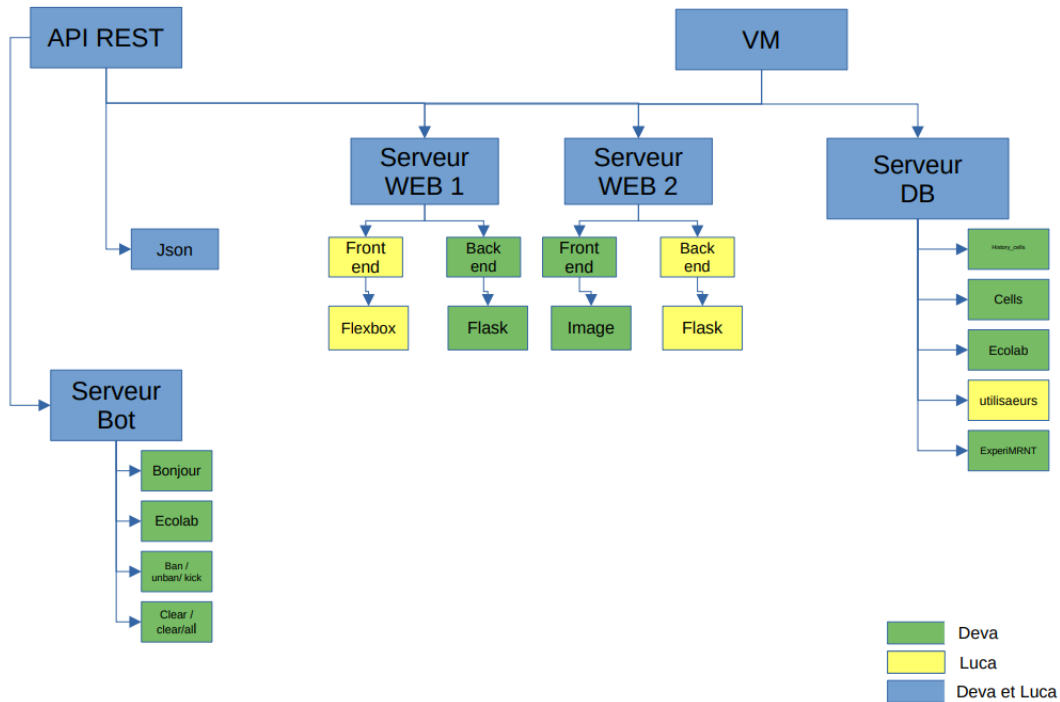 API REST
VM
Serveur
WEB 1
Serveur
WEB 2
Serveur
DB
Json
Front
end
Back
end
Front
end
Back
end
History_cells
Flexbox
Flask
Image
Flask
Cells
Ecolab
utilisaeurs
ExperiMRNT
Serveur
Bot
Bonjour
Ecolab
Ban /
unban/ kick
Clear /
clear/all
Deva
Luca
Deva et Luca